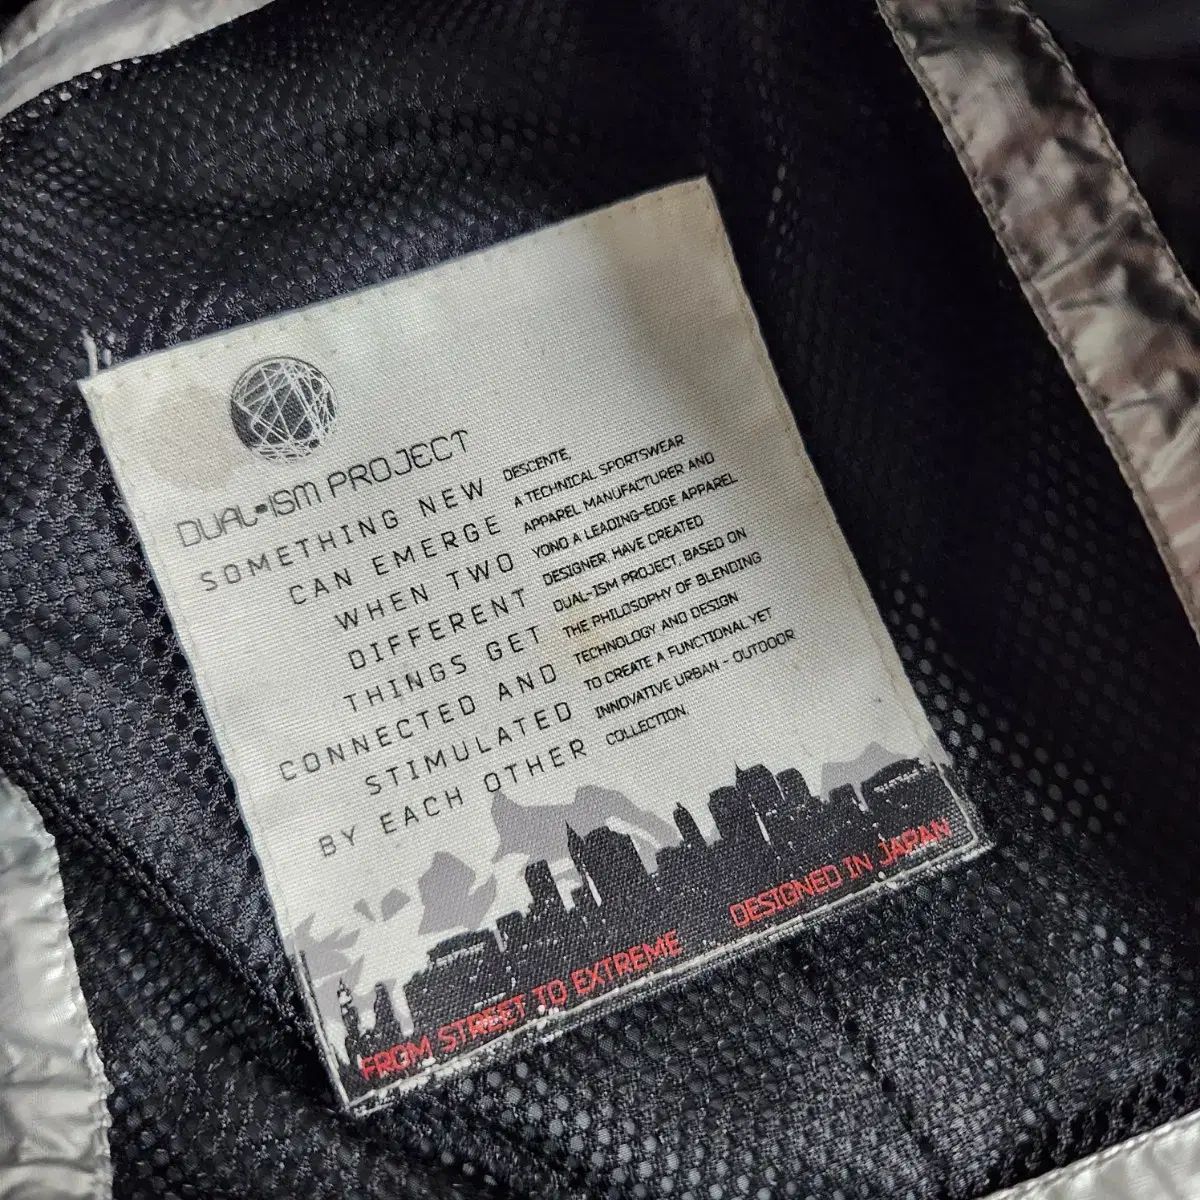 DUAL-ISM PROJECT
SOMETHING NEW
CAN EMERGE
WHEN TWO
DIFFERENT
THINGS GET
CONNECTED AND
STIMULATED
BY EACH OTHER
DESCENTE,
A TECHNICAL SPORTSWEAR
APPAREL MANUFACTURER AND
YONO A LEADING-EDGE APPAREL
DESIGNER, HAVE CREATED
DUAL-ISM PROJECT, BASED ON
THE PHILOSOPHY OF BLENDING
TECHNOLOGY AND DESIGN
TO CREATE A FUNCTIONAL YET
INNOVATIVE URBAN - OUTDOOR
COLLECTION
FROM STREET TO EXTREME
DESIGNED IN JAPAN